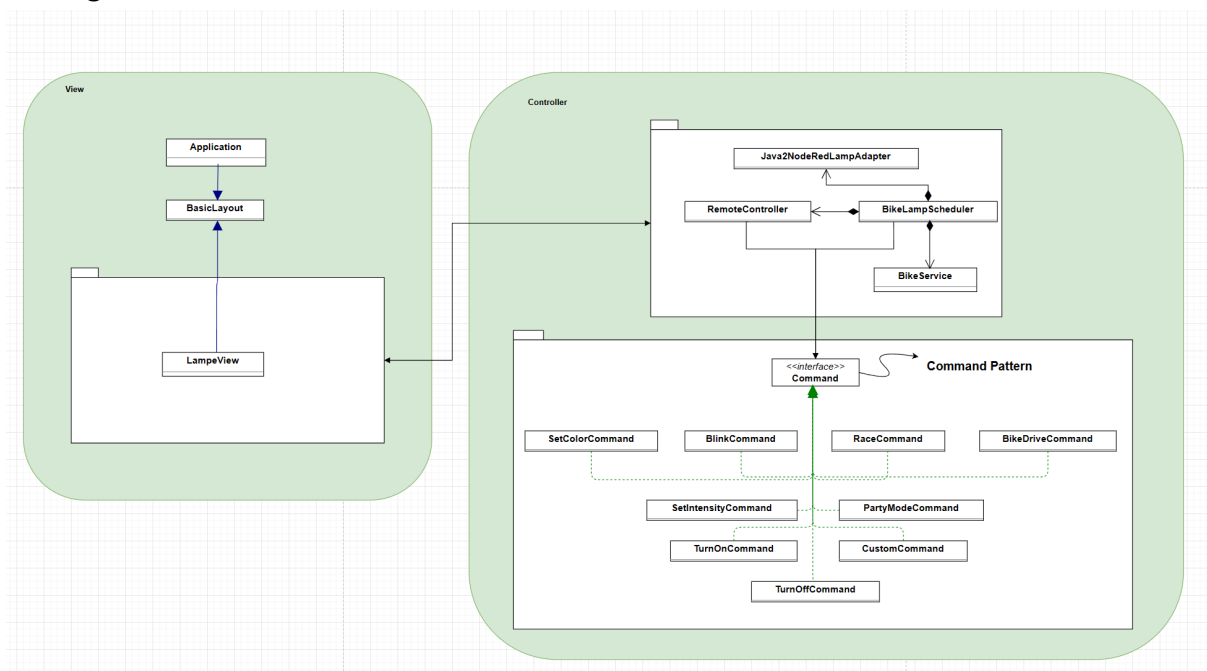 View
Application
BasicLayout
LampeView
Controller
Java2NodeRedLampAdapter
RemoteController
BikeLampScheduler
BikeService
<<interface>>
Command
Command Pattern
SetColorCommand
BlinkCommand
RaceCommand
BikeDriveCommand
SetIntensityCommand
PartyModeCommand
TurnOnCommand
CustomCommand
TurnOffCommand